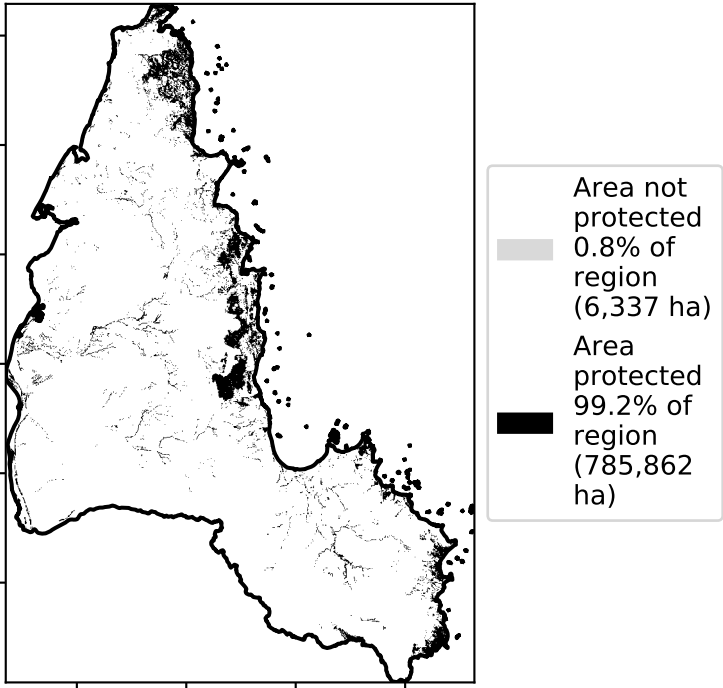 Area not
protected
0.8% of
region
(6,337 ha)
Area
protected
99.2% of
region
(785,862
ha)